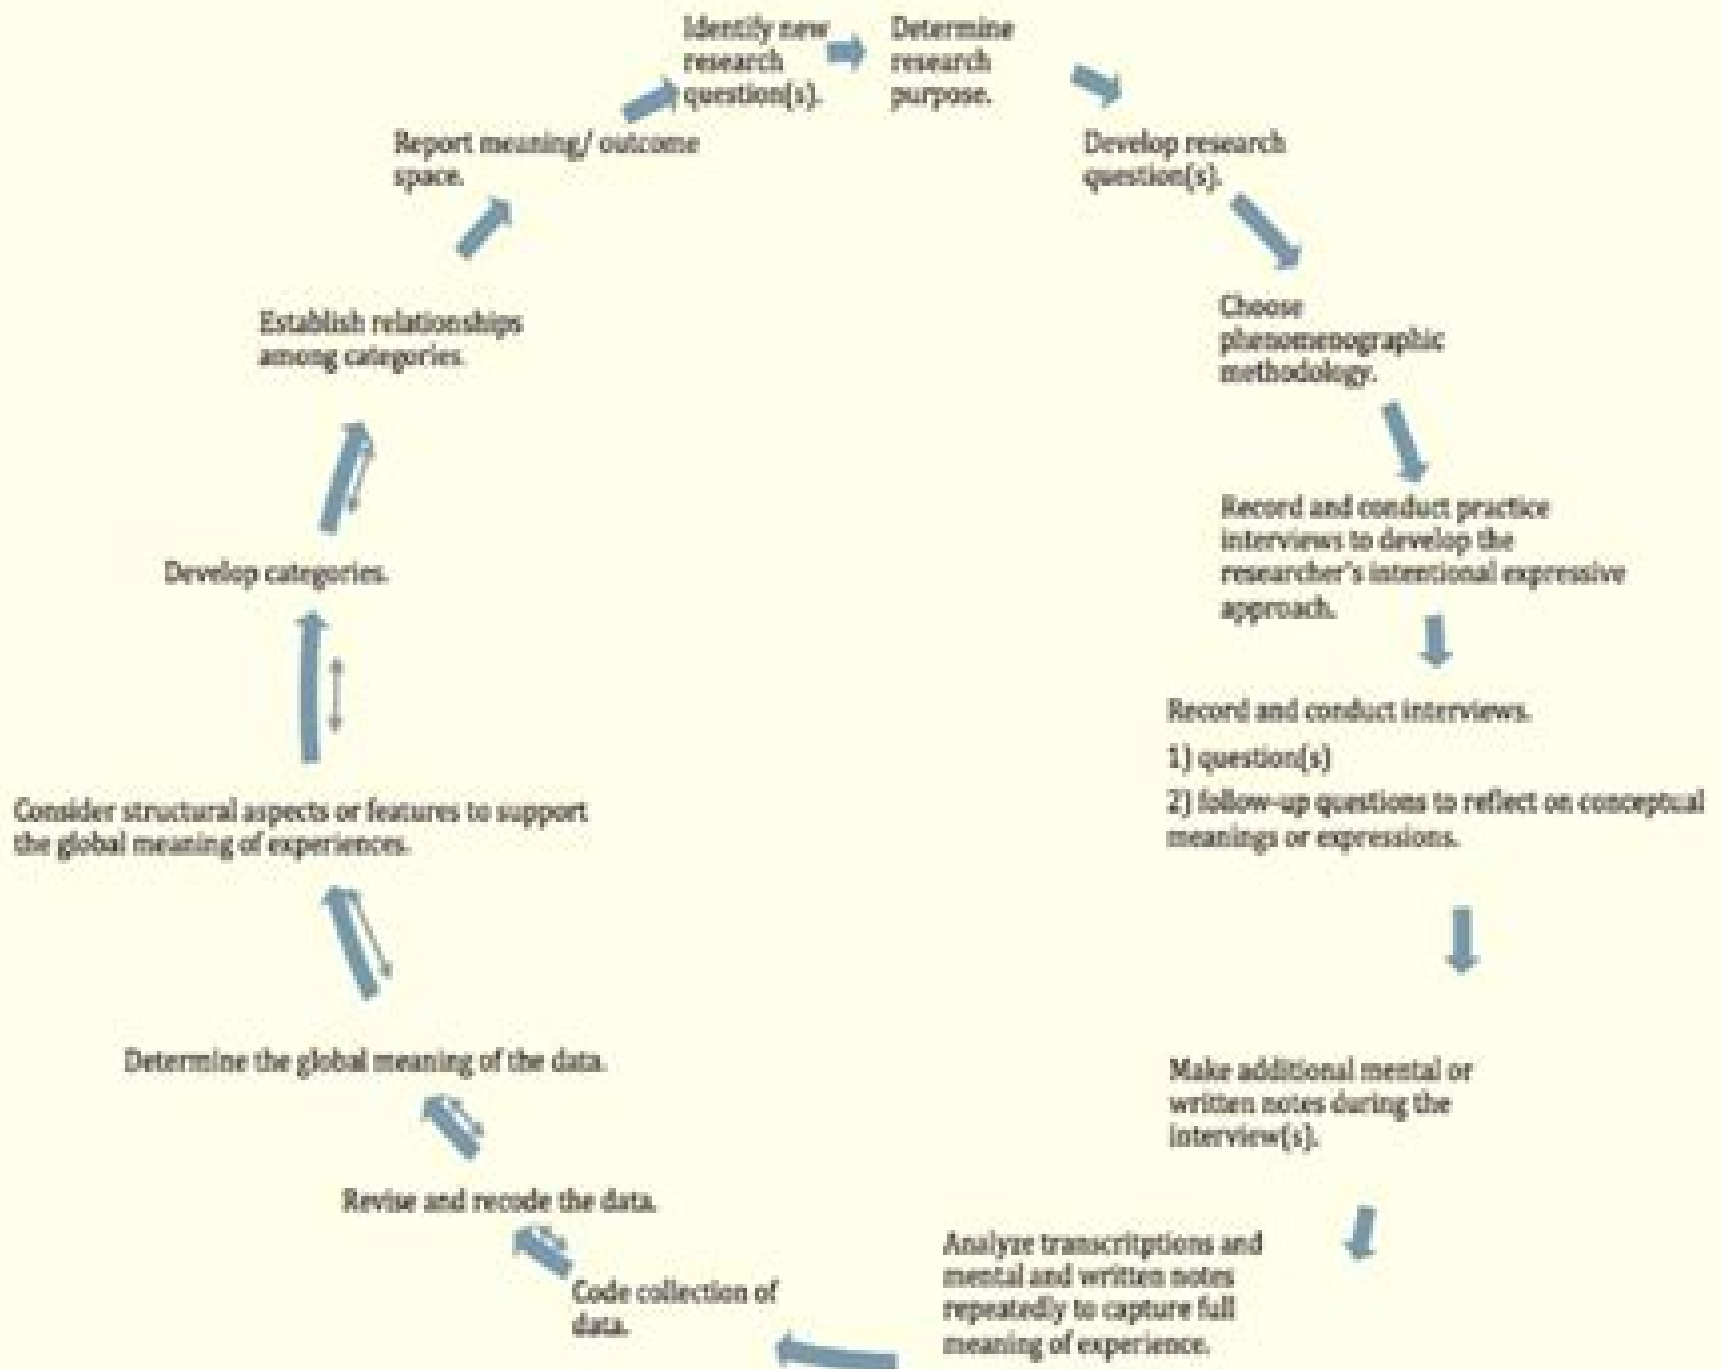 Identify new
research
question(s).
Determine
research
purpose.
Develop research
question(s).
Choose
phenomenographic
methodology.
Record and conduct practice
interviews to develop the
researcher's intentional expressive
approach.
Record and conduct interviews.
1) question(s)
2) follow-up questions to reflect on conceptual
meanings or expressions.
Make additional mental or
written notes during the
interview(s).
Analyze transcritptions and
mental and written notes
repeatedly to capture full
meaning of experience.
Code collection of
data.
Revise and recode the data.
Determine the global meaning of the data.
Consider structural aspects or features to support
the global meaning of experiences.
Develop categories.
Establish relationships
among categories.
Report meaning/ outcome
space.